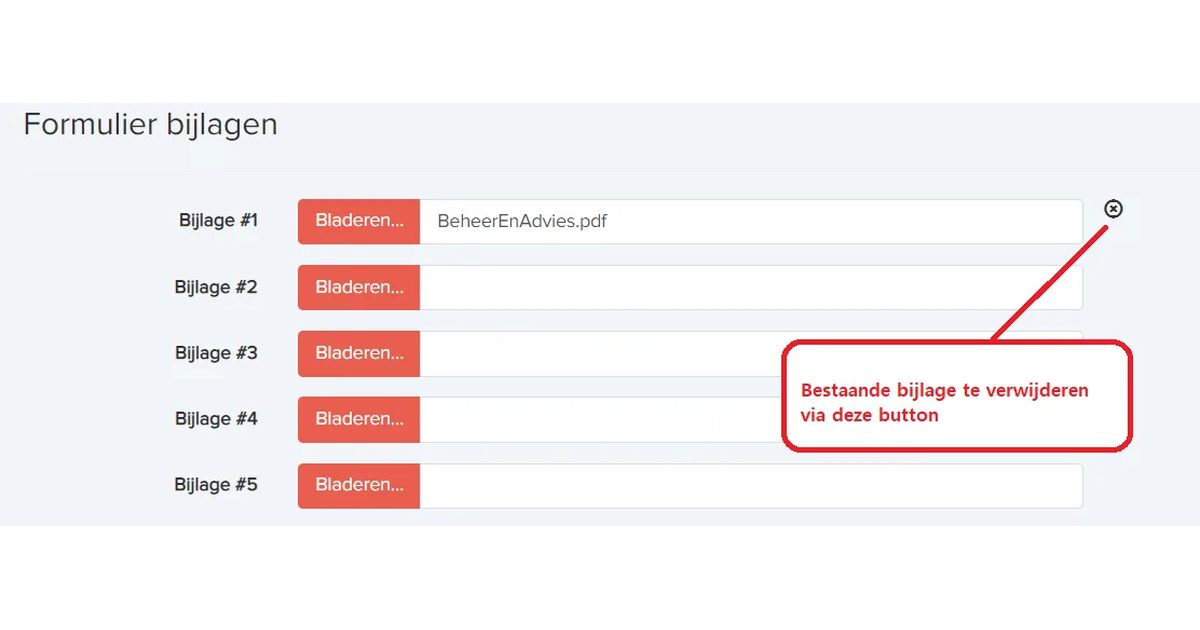 Formulier bijlagen
Bijlage #1 Bladeren... BeheerEnAdvies.pdf
Bijlage #2 Bladeren...
Bijlage #3 Bladeren...
Bijlage #4 Bladeren...
Bijlage #5 Bladeren...
Bestaande bijlage te verwijderen
via deze button